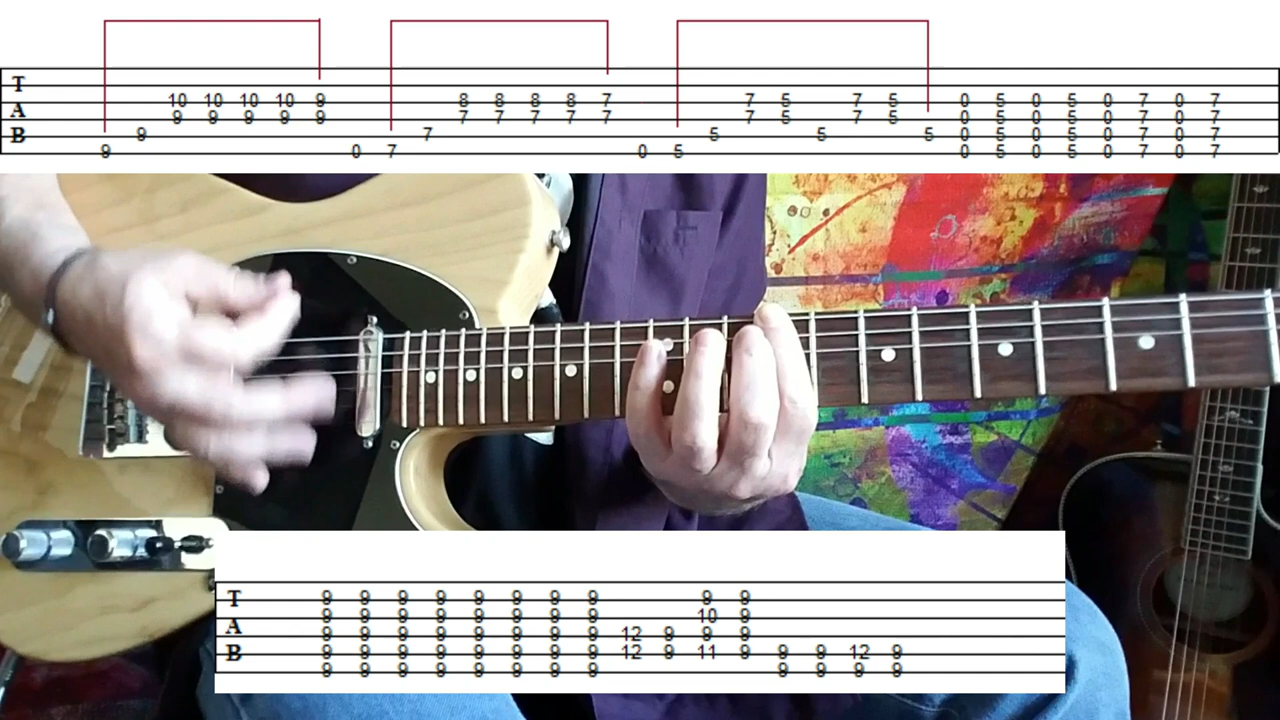 T
10 10 10 10 9 8 8 8 8 7 7 5 7 5 0 5 0 5 0 7 0 7
A 9 9 9 9 9 7 7 7 7 7 7 5 7 5 0 5 0 5 0 7 0 7
B 9 7 5 5 5 0 5 0 5 0 7 0 7
9 0 7 0 5 0 5 0 5 0 7 0 7
T 9 9 9 9 9 9 9 9 9 9
9 9 9 9 9 9 9 9 10 9
A 9 9 9 9 9 9 9 9 12 9 9 9
B 9 9 9 9 9 9 9 9 12 9 11 9 9 9 12 9
9 9 9 9 9 9 9 9 9 9 9 9